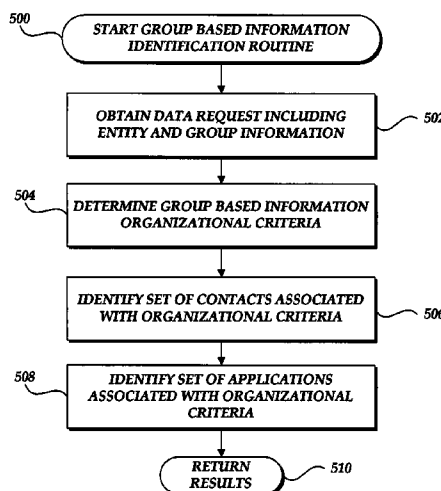 500
START GROUP BASED INFORMATION
IDENTIFICATION ROUTINE
OBTAIN DATA REQUEST INCLUDING
ENTITY AND GROUP INFORMATION
502
504
DETERMINE GROUP BASED INFORMATION
ORGANIZATIONAL CRITERIA
IDENTIFY SET OF CONTACTS ASSOCIATED
WITH ORGANIZATIONAL CRITERIA
506
508
IDENTIFY SET OF APPLICATIONS
ASSOCIATED WITH ORGANIZATIONAL
CRITERIA
RETURN
RESULTS
510